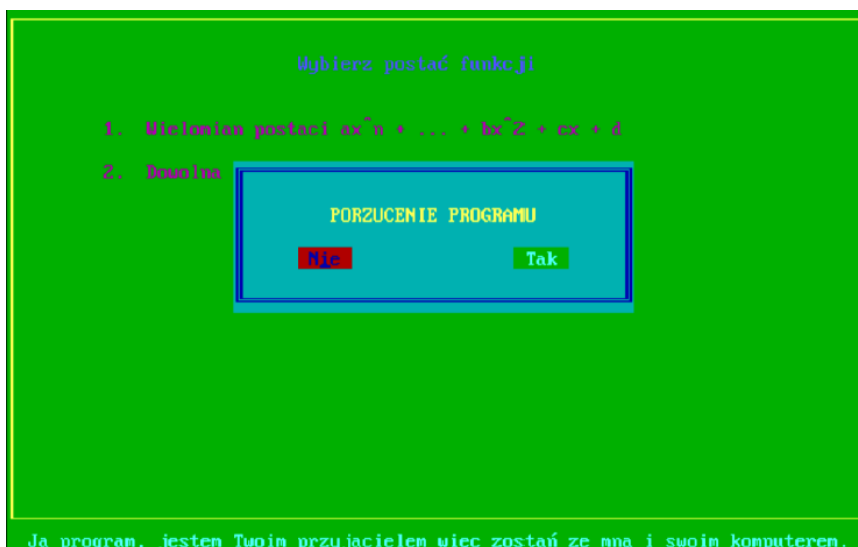 Wybierz postać funkcji
1. Wielomian postaci ax^n + ... + bx^2 + cx + d
2. Dowolna
PORZUCENIE PROGRAMU
Nie Tak
Ja program, jestem Twoim przyjacielem więc zostań ze mną i swoim komputerem.